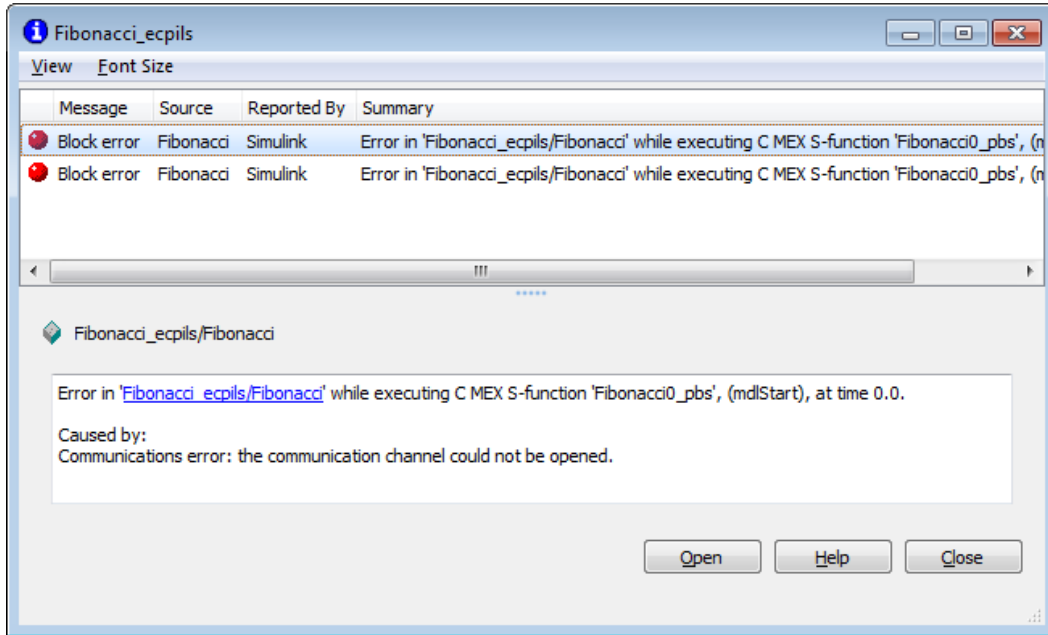 Fibonacci_ecpils
View Font Size
Message Source Reported By Summary
Block error Fibonacci Simulink Error in 'Fibonacci_ecpils/Fibonacci' while executing C MEX S-function 'Fibonacci0_pbs', (m
Block error Fibonacci Simulink Error in 'Fibonacci_ecpils/Fibonacci' while executing C MEX S-function 'Fibonacci0_pbs', (m
Fibonacci_ecpils/Fibonacci
Error in 'Fibonacci_ecpils/Fibonacci' while executing C MEX S-function 'Fibonacci0_pbs', (mdlStart), at time 0.0.
Caused by:
Communications error: the communication channel could not be opened.
Open Help Close